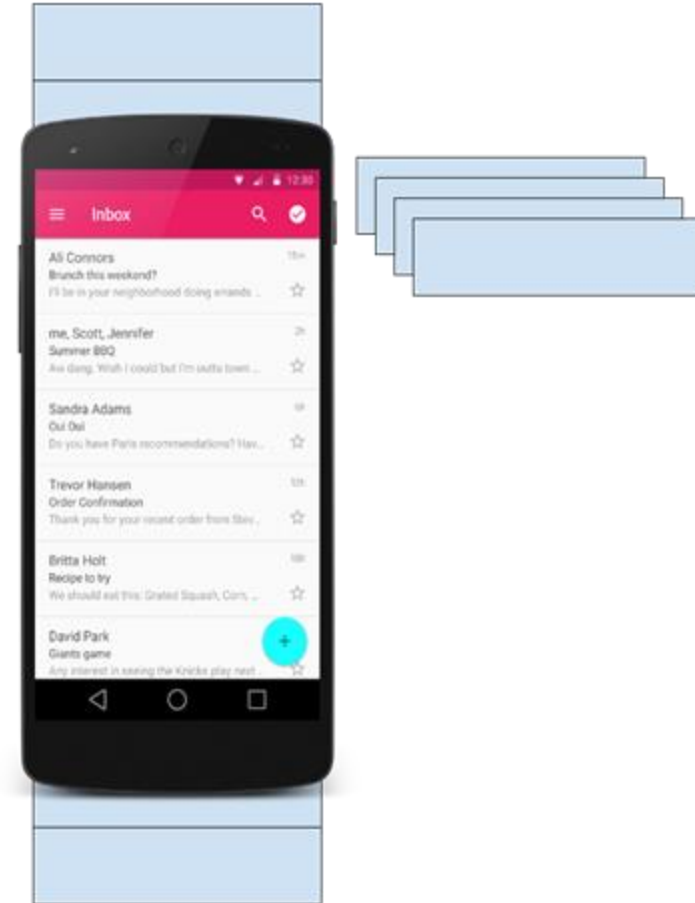 12:30
Inbox
Ali Connors
Brunch this weekend?
I'll be in your neighborhood doing errands ...
me, Scott, Jennifer
2h
Summer BBQ
Aw dang. Wish I could but I'm outta town ...
Sandra Adams
Oui Oui
Do you have Paris recommendations? Hav...
Trevor Hansen
Order Confirmation
Thank you for your recent order from
Britta Holt
Recipe to try
We should eat this: Grated Squash, Corn, ...
David Park
Giants game
Any interest in seeing the Knicks play next